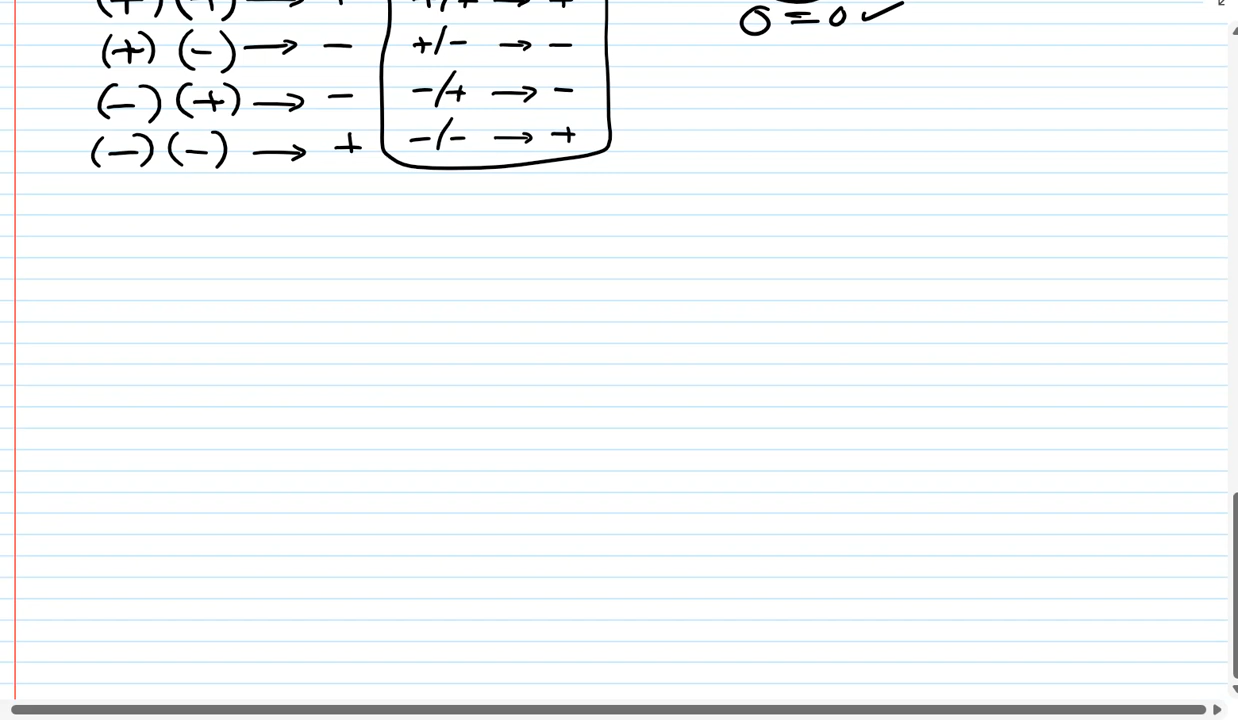 (+) (+) → +
(+) (-) → -
(-) (+) → -
(-) (-) → +
+/+ → +
+/- → -
-/+ → -
-/- → +
0 = 0 ✓